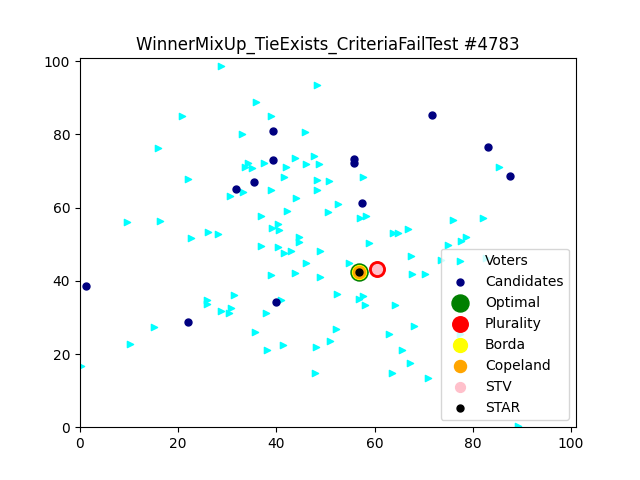 WinnerMixUp_TieExists_CriteriaFailTest #4783
100
80
60
40
20
0
0
20
40
60
80
100
Voters
Candidates
Optimal
Plurality
Borda
Copeland
STV
STAR